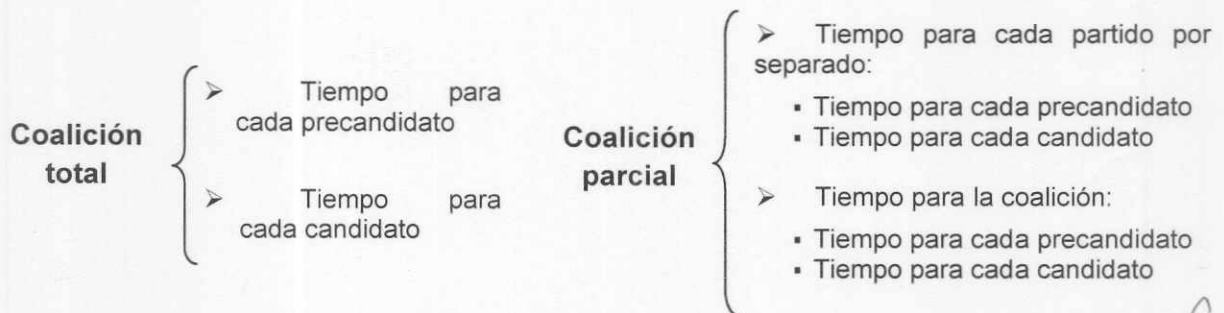 Coalición
total
➢ Tiempo para
cada precandidato
➢ Tiempo para
cada candidato
Coalición
parcial
➢ Tiempo para cada partido por
separado:
▪ Tiempo para cada precandidato
▪ Tiempo para cada candidato
➢ Tiempo para la coalición:
▪ Tiempo para cada precandidato
▪ Tiempo para cada candidato